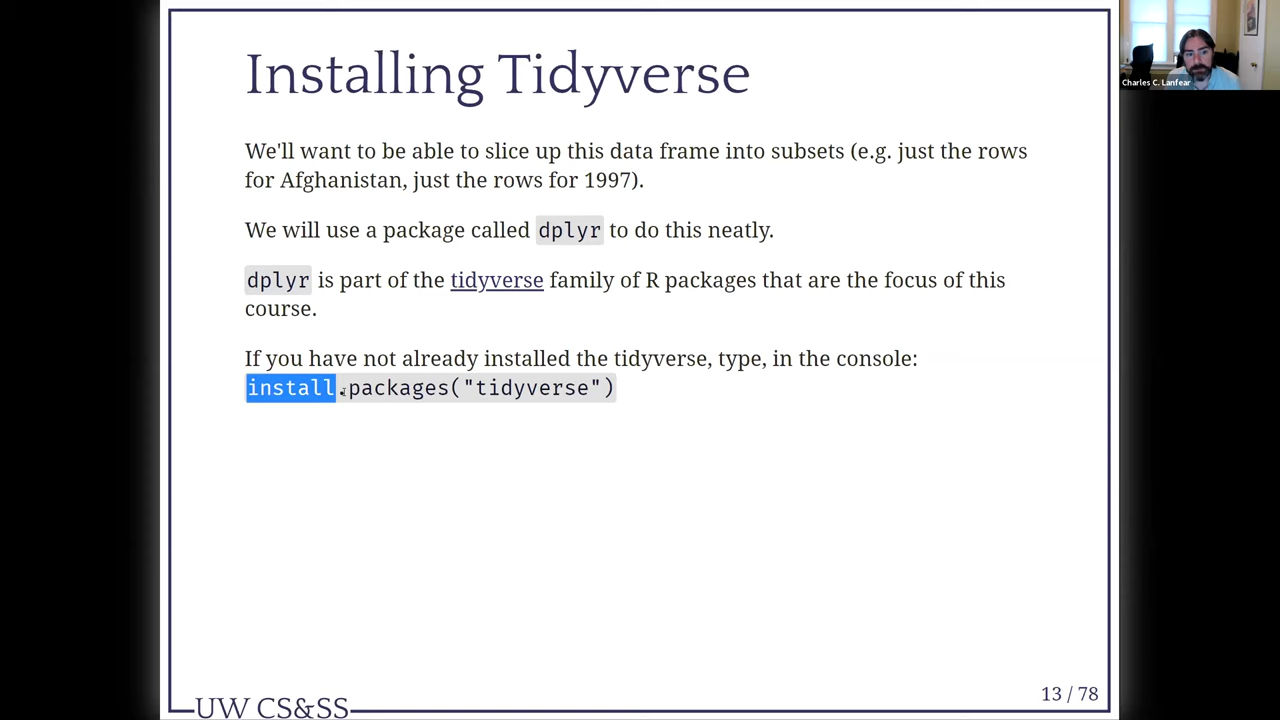 Installing Tidyverse
Charles C. Lanfear
We'll want to be able to slice up this data frame into subsets (e.g. just the rows
for Afghanistan, just the rows for 1997).
We will use a package called dplyr to do this neatly.
dplyr is part of the tidyverse family of R packages that are the focus of this
course.
If you have not already installed the tidyverse, type, in the console:
install.packages("tidyverse")
13 / 78
UW CS&SS